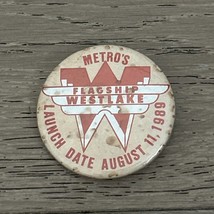 METRO'S
FLAGSHIP
WESTLAKE
LAUNCH DATE AUGUST 11, 1989